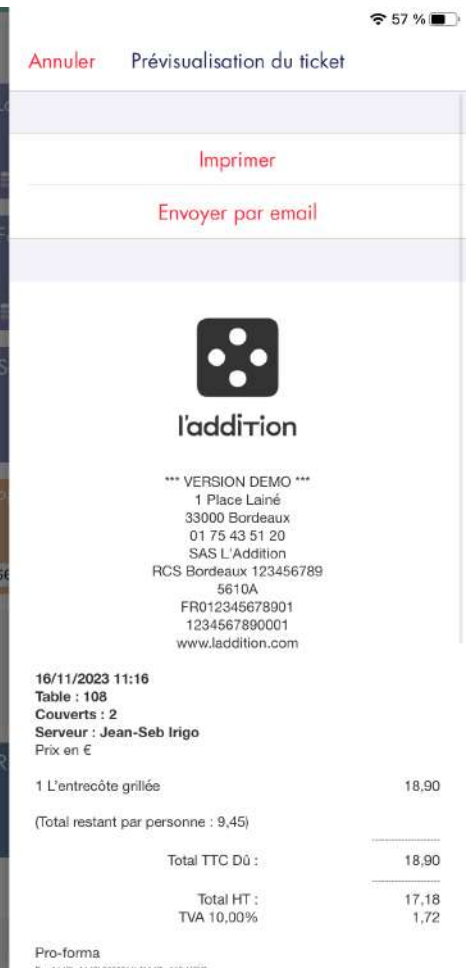 57 %
Annuler Prévisualisation du ticket
Imprimer
Envoyer par email
l'addition
*** VERSION DEMO ***
1 Place Lainé
33000 Bordeaux
01 75 43 51 20
SAS L'Addition
RCS Bordeaux 123456789
5610A
FR012345678901
1234567890001
www.laddition.com
16/11/2023 11:16
Table : 108
Couverts : 2
Serveur : Jean-Seb Irigo
Prix en €
1 L'entrecôte grillée 18,90
(Total restant par personne : 9,45)
Total TTC Dû : 18,90
Total HT : 17,18
TVA 10,00% 1,72
Pro-forma